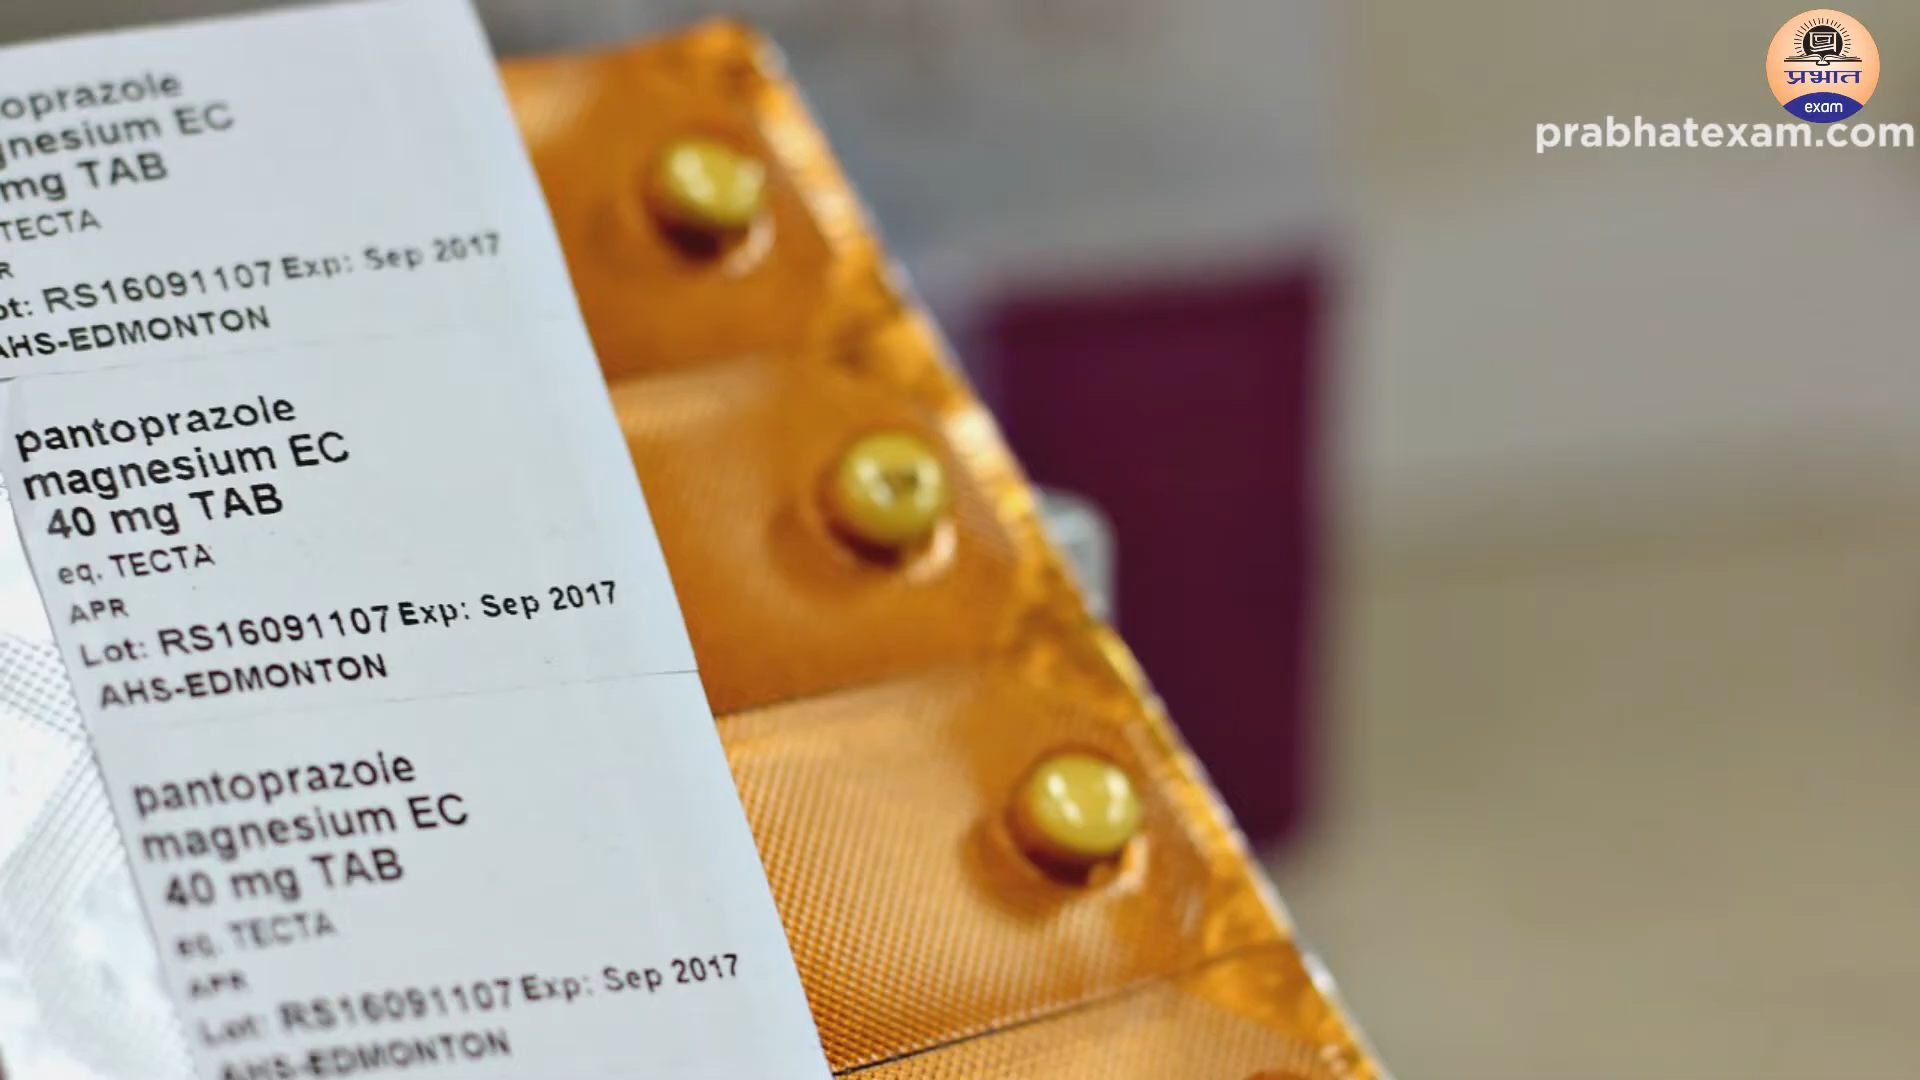 oprazole
gnesium EC
mg TAB
TECTA
R
ot: RS16091107 Exp: Sep 2017
AHS-EDMONTON
pantoprazole
magnesium EC
40 mg TAB
eq. TECTA
APR
Lot: RS16091107 Exp: Sep 2017
AHS-EDMONTON
pantoprazole
magnesium EC
40 mg TAB
eq. TECTA
APR
Lot: RS16091107 Exp: Sep 2017
AHS-EDMONTON
प्रभात
exam
prabhatexam.com